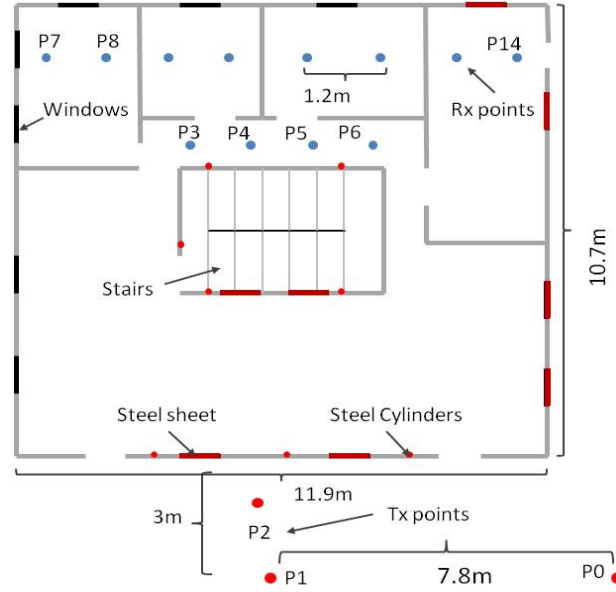 P7 P8 P14
1.2m
Windows Rx points
P3 P4 P5 P6
10.7m
Stairs
Steel sheet Steel Cylinders
11.9m
3m
P2 Tx points
P1 7.8m P0